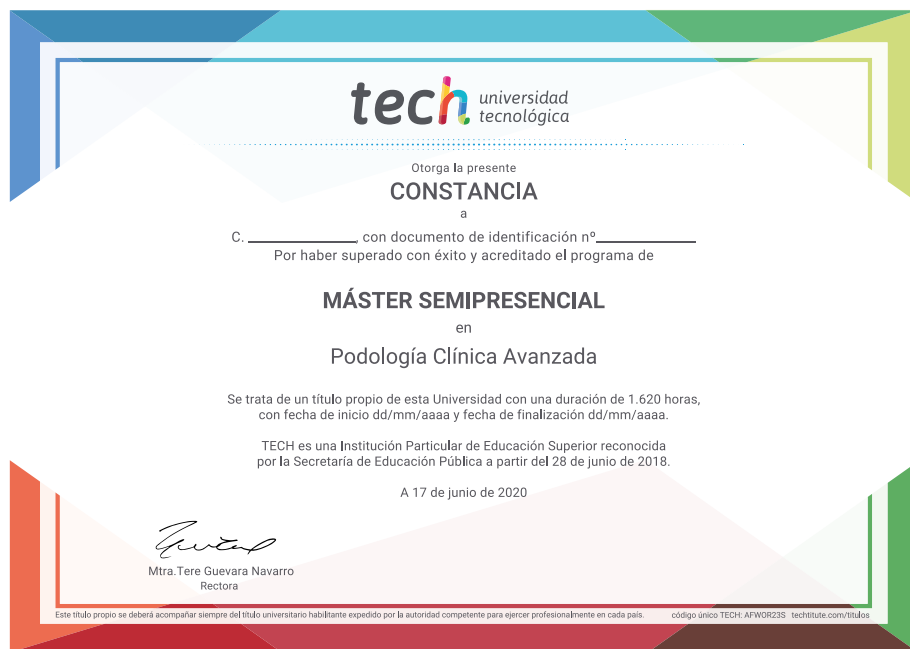 tech universidad
tecnológica
Otorga la presente
CONSTANCIA
a
C. ____________, con documento de identificación nº____________
Por haber superado con éxito y acreditado el programa de
MÁSTER SEMIPRESENCIAL
en
Podología Clínica Avanzada
Se trata de un título propio de esta Universidad con una duración de 1.620 horas,
con fecha de inicio dd/mm/aaaa y fecha de finalización dd/mm/aaaa.
TECH es una Institución Particular de Educación Superior reconocida
por la Secretaría de Educación Pública a partir del 28 de junio de 2018.
A 17 de junio de 2020
Mtra.Tere Guevara Navarro
Rectora
Este título propio se deberá acompañar siempre del título universitario habilitante expedido por la autoridad competente para ejercer profesionalmente en cada país. código único TECH: AFWOR23S techtitute.com/titulos